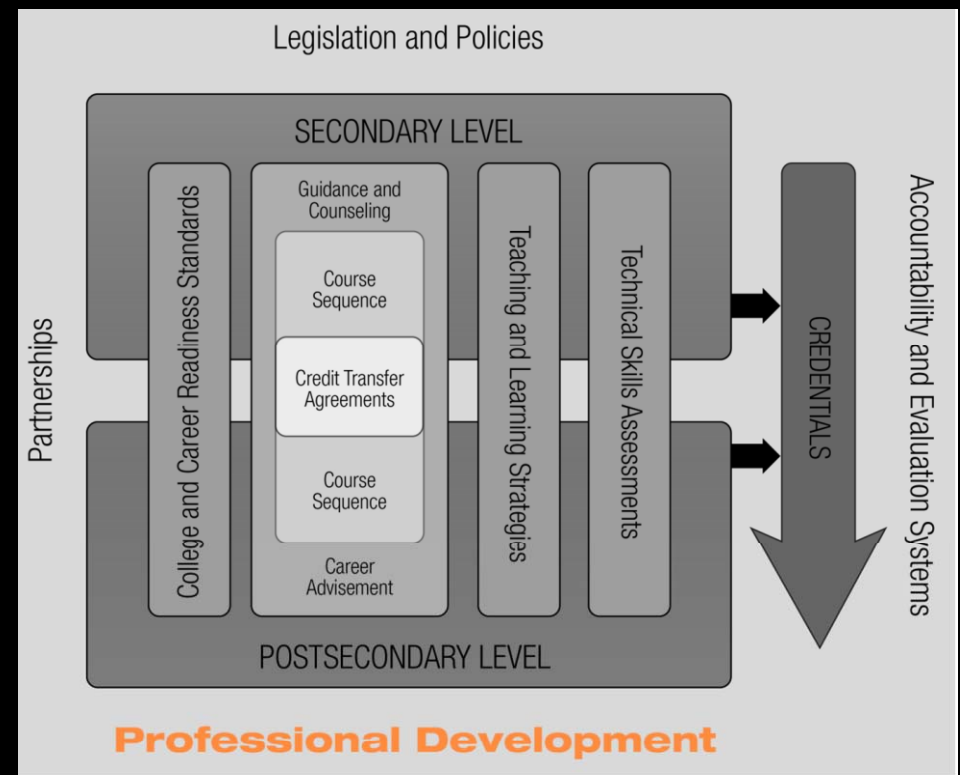 Legislation and Policies
SECONDARY LEVEL
Partnerships
College and Career Readiness Standards
Guidance and
Counseling
Course
Sequence
Credit Transfer
Agreements
Course
Sequence
Career
Advisement
Teaching and Learning Strategies
Technical Skills Assessments
CREDENTIALS
Accountability and Evaluation Systems
POSTSECONDARY LEVEL
Professional Development